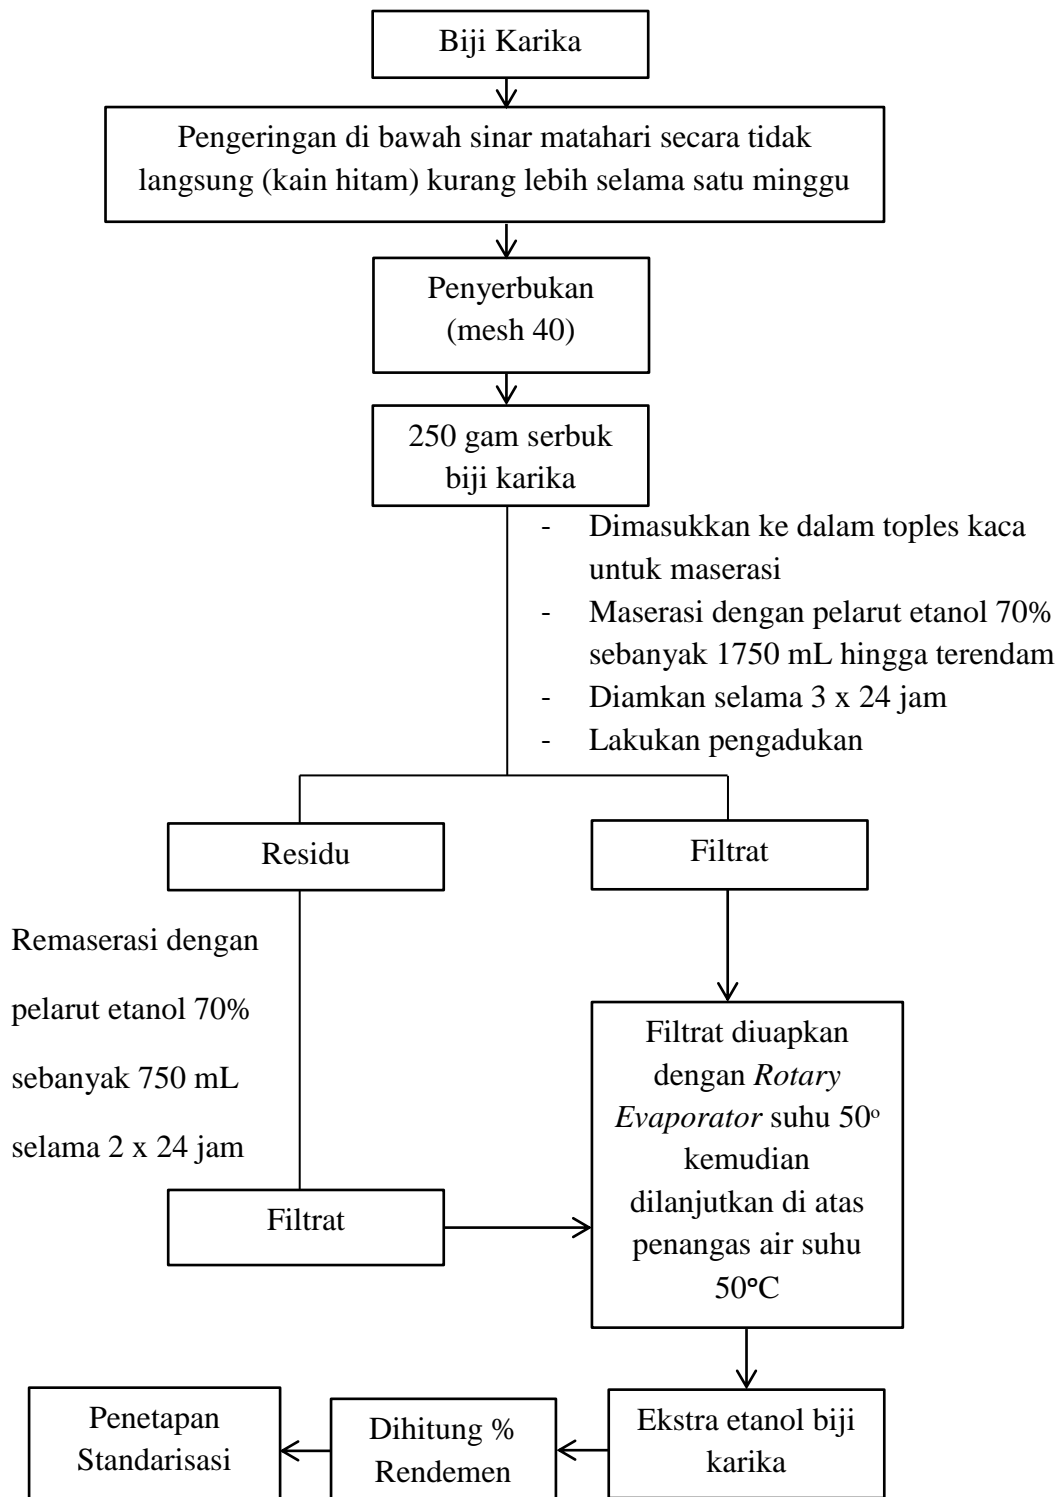 Biji Karika
Pengeringan di bawah sinar matahari secara tidak
langsung (kain hitam) kurang lebih selama satu minggu
Penyerbukan
(mesh 40)
250 gam serbuk
biji karika
- Dimasukkan ke dalam toples kaca
untuk maserasi
- Maserasi dengan pelarut etanol 70%
sebanyak 1750 mL hingga terendam
- Diamkan selama 3 x 24 jam
- Lakukan pengadukan
Residu
Filtrat
Remaserasi dengan
pelarut etanol 70%
sebanyak 750 mL
selama 2 x 24 jam
Filtrat
Filtrat diuapkan
dengan Rotary
Evaporator suhu 50º
kemudian
dilanjutkan di atas
penangas air suhu
50ºC
Ekstra etanol biji
karika
Dihitung %
Rendemen
Penetapan
Standarisasi